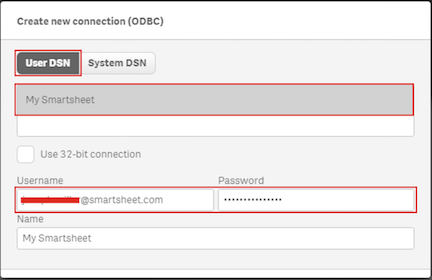 Create new connection (ODBC)
User DSN System DSN
My Smartsheet
Use 32-bit connection
Username Password
@smartsheet.com •••••••••••••••
Name
My Smartsheet